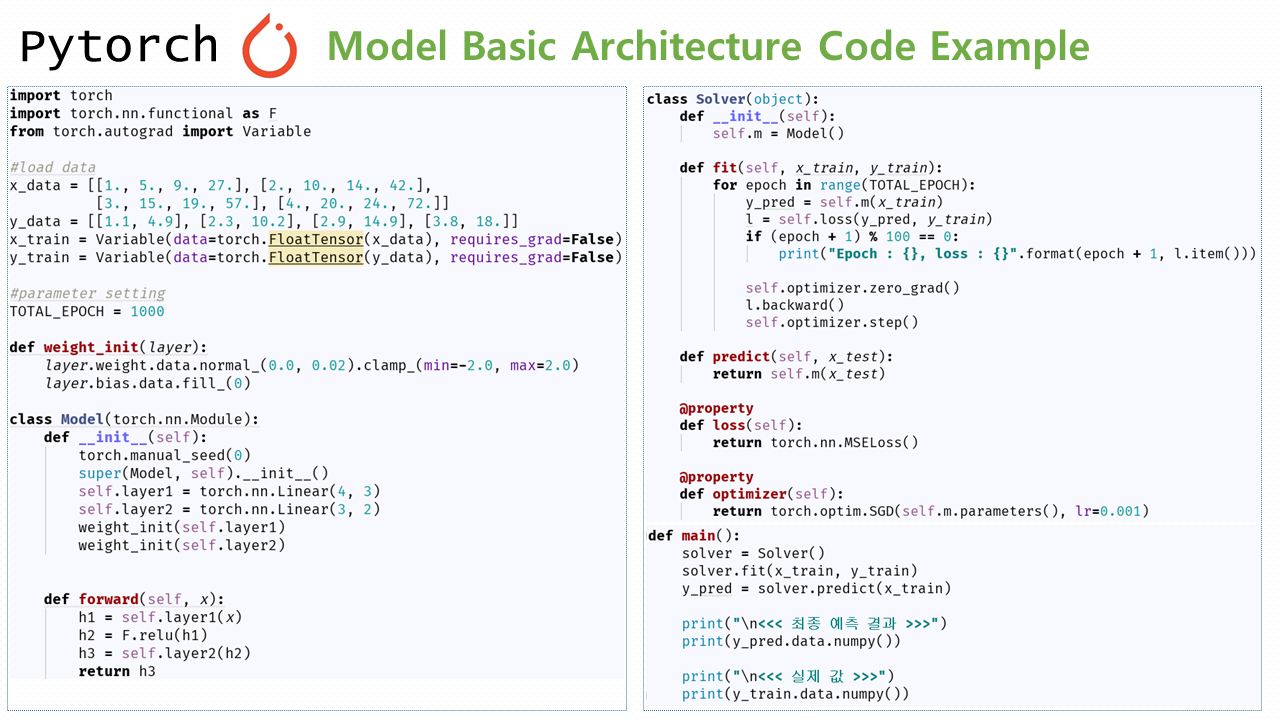 Pytorch Model Basic Architecture Code Example
import torch
import torch.nn.functional as F
from torch.autograd import Variable
#load data
x_data = [[1., 5., 9., 27.], [2., 10., 14., 42.],
          [3., 15., 19., 57.], [4., 20., 24., 72.]]
y_data = [[1.1, 4.9], [2.3, 10.2], [2.9, 14.9], [3.8, 18.]]
x_train = Variable(data=torch.FloatTensor(x_data), requires_grad=False)
y_train = Variable(data=torch.FloatTensor(y_data), requires_grad=False)
#parameter setting
TOTAL_EPOCH = 1000
def weight_init(layer):
    layer.weight.data.normal_(0.0, 0.02).clamp_(min=-2.0, max=2.0)
    layer.bias.data.fill_(0)
class Model(torch.nn.Module):
    def __init__(self):
        torch.manual_seed(0)
        super(Model, self).__init__()
        self.layer1 = torch.nn.Linear(4, 3)
        self.layer2 = torch.nn.Linear(3, 2)
        weight_init(self.layer1)
        weight_init(self.layer2)
    def forward(self, x):
        h1 = self.layer1(x)
        h2 = F.relu(h1)
        h3 = self.layer2(h2)
        return h3
class Solver(object):
    def __init__(self):
        self.m = Model()
    def fit(self, x_train, y_train):
        for epoch in range(TOTAL_EPOCH):
            y_pred = self.m(x_train)
            l = self.loss(y_pred, y_train)
            if (epoch + 1) % 100 == 0:
                print("Epoch : {}, loss : {}".format(epoch + 1, l.item()))
            self.optimizer.zero_grad()
            l.backward()
            self.optimizer.step()
    def predict(self, x_test):
        return self.m(x_test)
    @property
    def loss(self):
        return torch.nn.MSELoss()
    @property
    def optimizer(self):
        return torch.optim.SGD(self.m.parameters(), lr=0.001)
def main():
    solver = Solver()
    solver.fit(x_train, y_train)
    y_pred = solver.predict(x_train)
    print("\n<<< 최종 예측 결과 >>>")
    print(y_pred.data.numpy())
    print("\n<<< 실제 값 >>>")
    print(y_train.data.numpy())